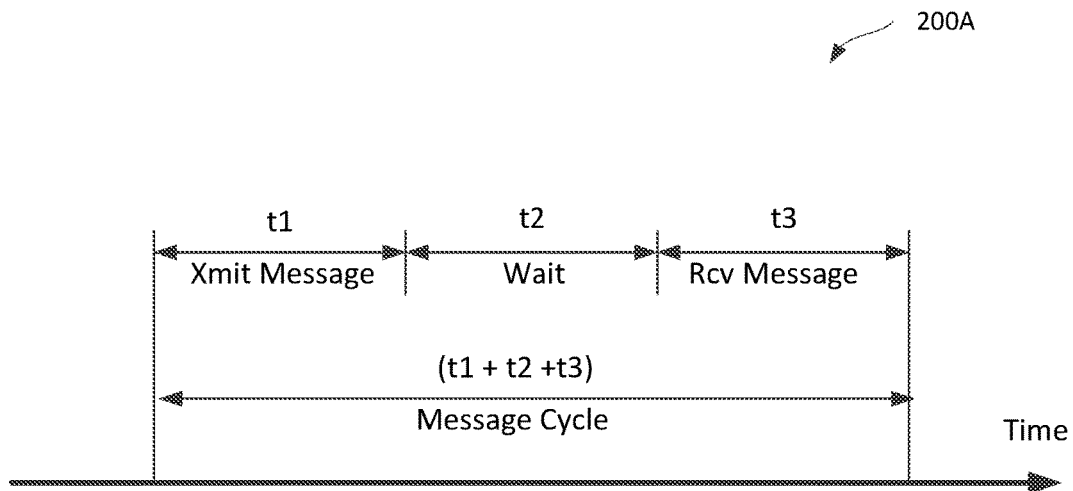 200A
t1 t2 t3
Xmit Message Wait Rcv Message
(t1 + t2 +t3)
Message Cycle
Time